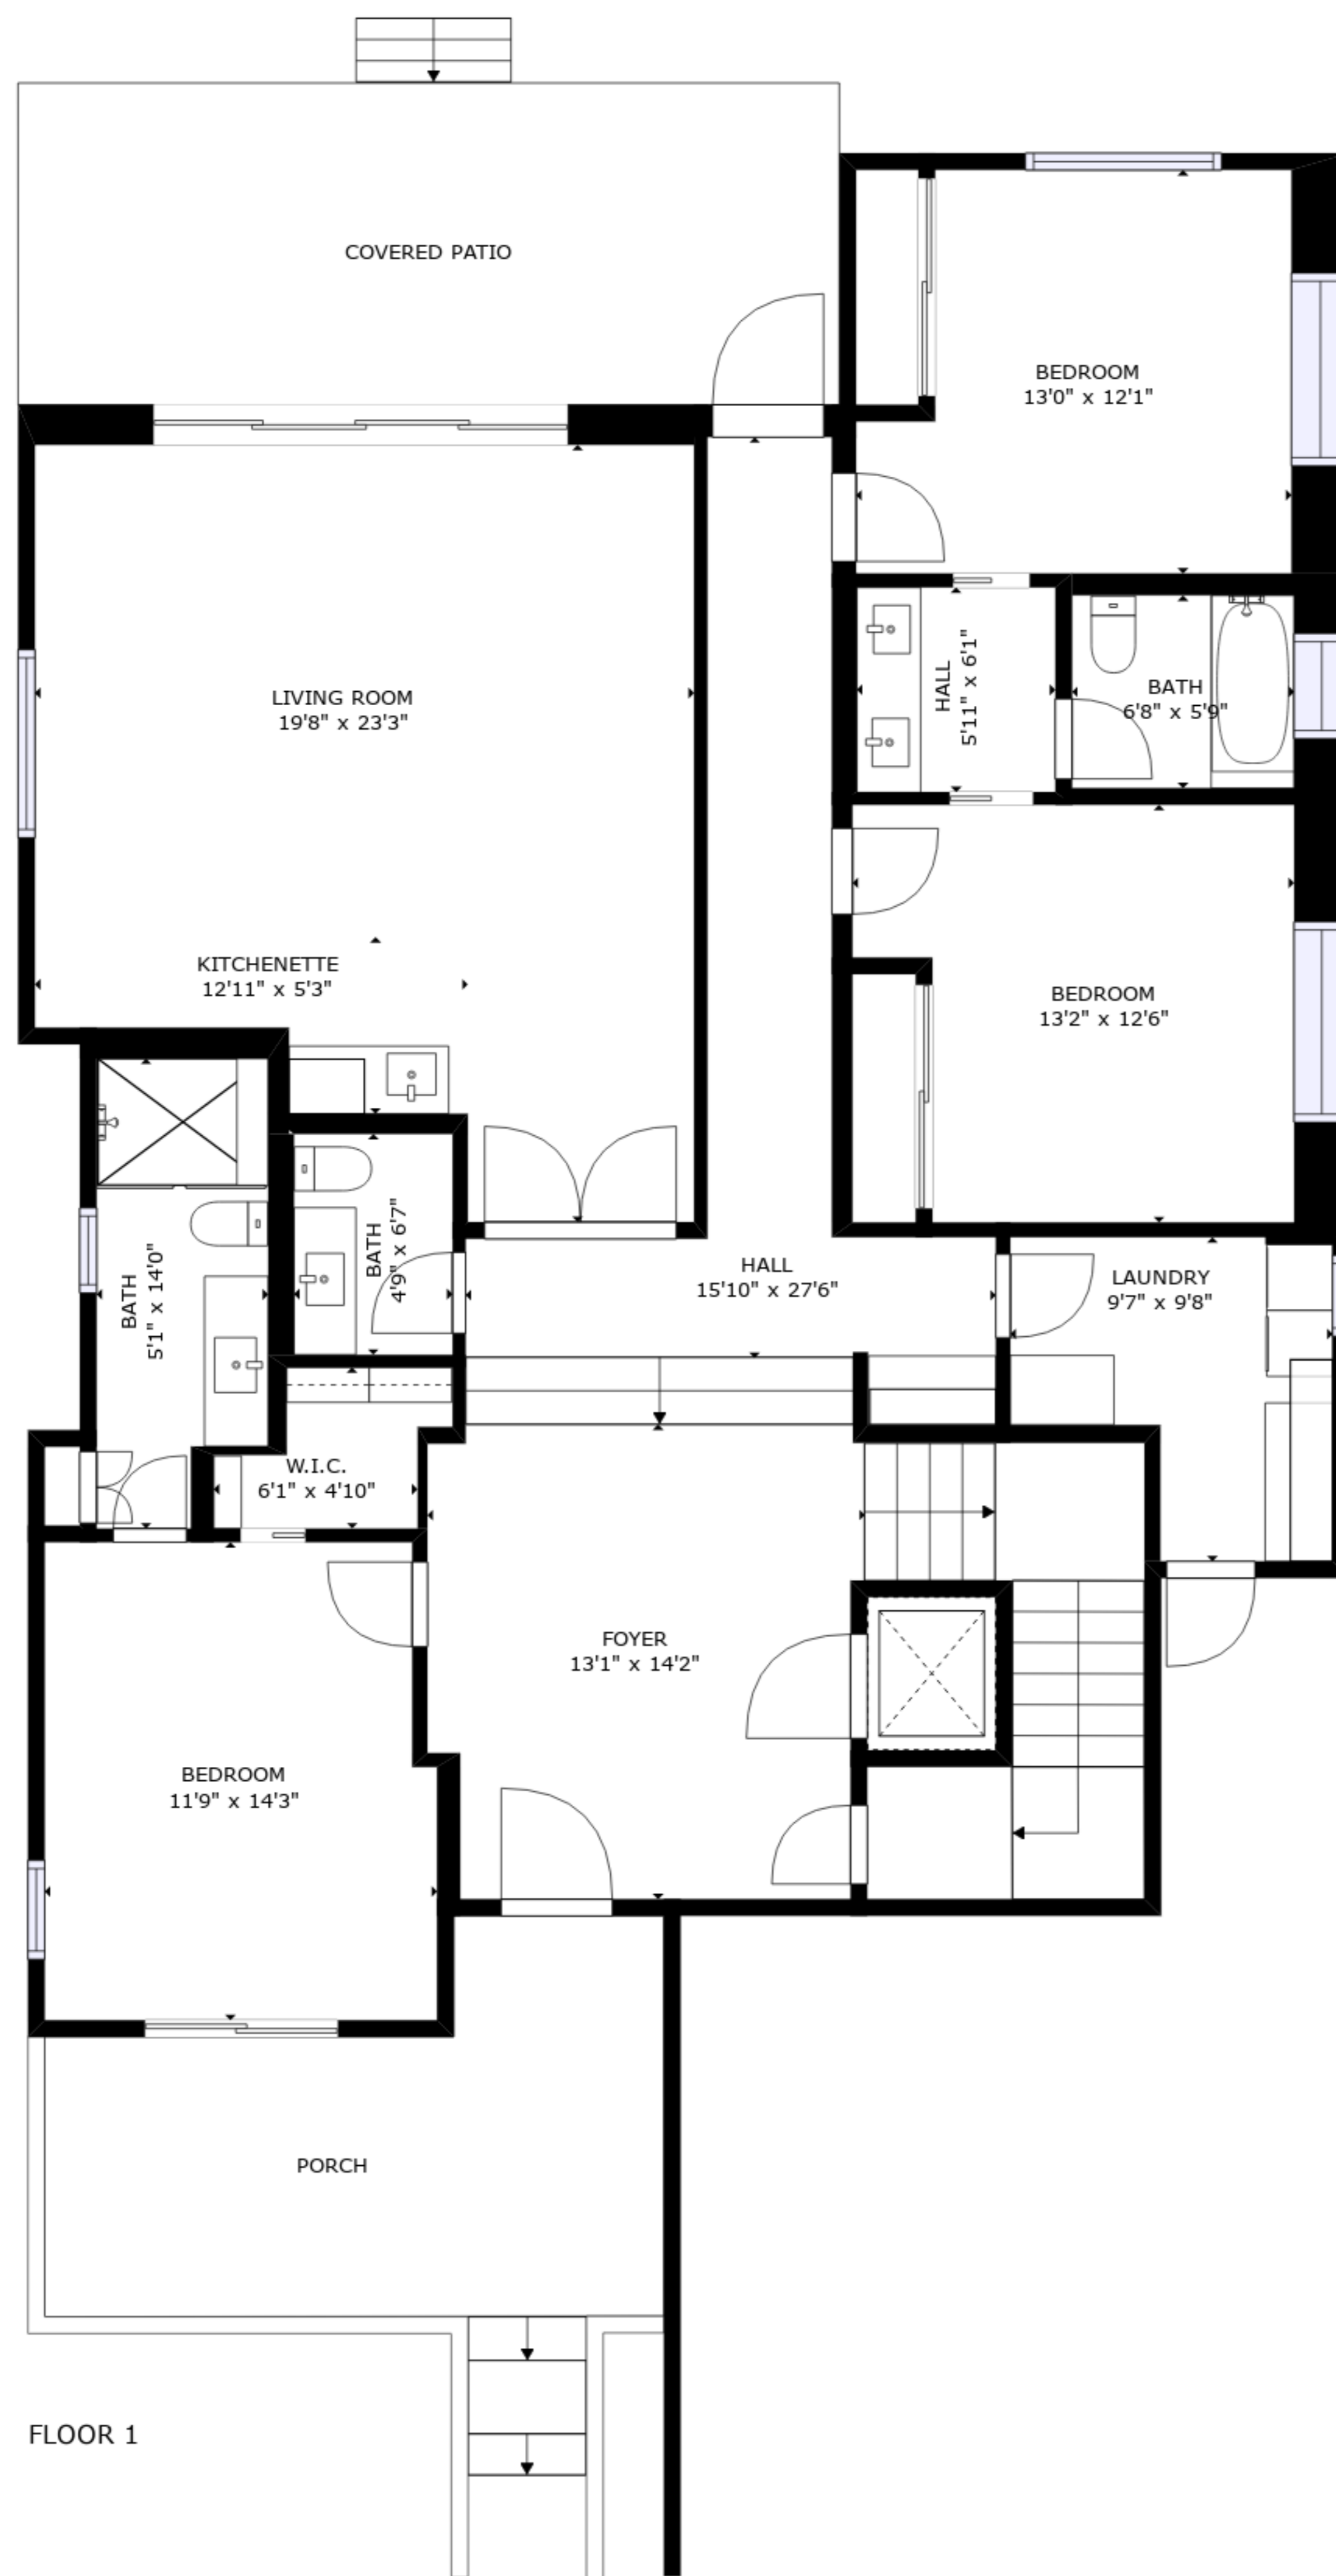 COVERED PATIO
BEDROOM
13'0" x 12'1"
LIVING ROOM
19'8" x 23'3"
HALL
5'11" x 6'1"
BATH
6'8" x 5'9"
KITCHENETTE
12'11" x 5'3"
BEDROOM
13'2" x 12'6"
BATH
5'1" x 14'0"
BATH
4'9" x 6'7"
HALL
15'10" x 27'6"
LAUNDRY
9'7" x 9'8"
W.I.C.
6'1" x 4'10"
FOYER
13'1" x 14'2"
BEDROOM
11'9" x 14'3"
PORCH
FLOOR 1